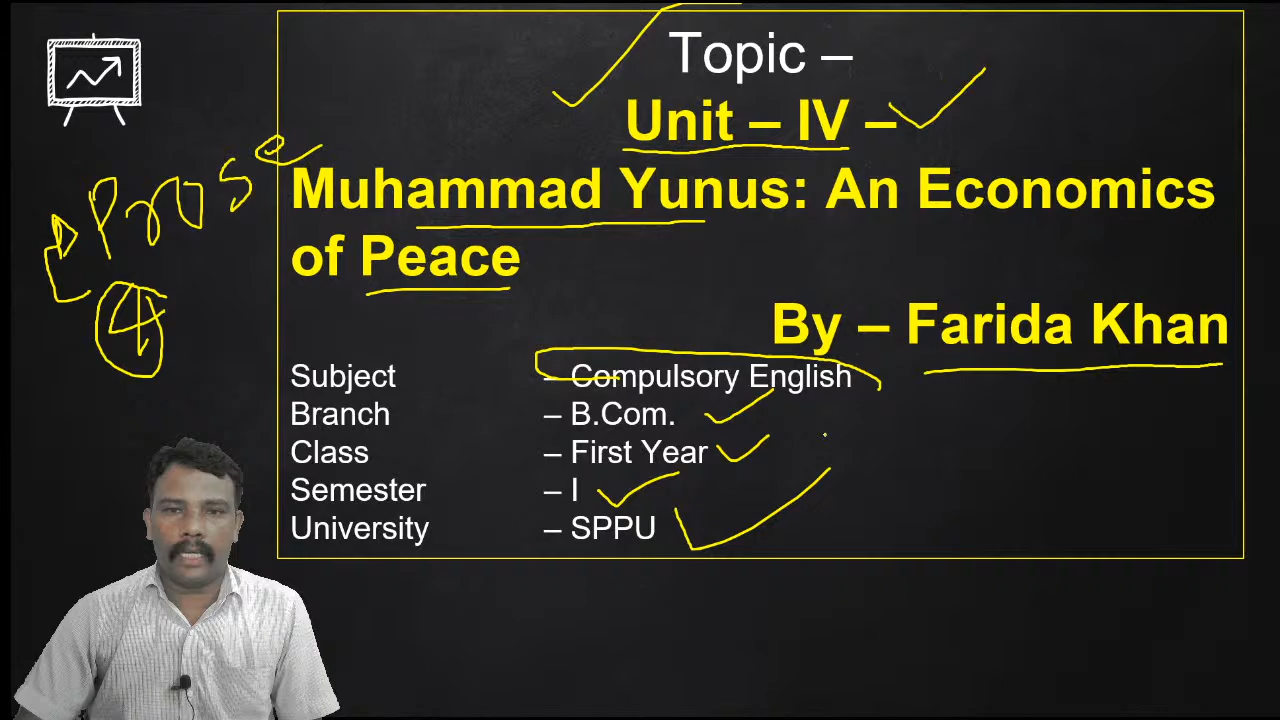 Topic –
Unit – IV –
Muhammad Yunus: An Economics
of Peace
By – Farida Khan
Subject – Compulsory English
Branch – B.Com.
Class – First Year
Semester – I
University – SPPU
Prose
4